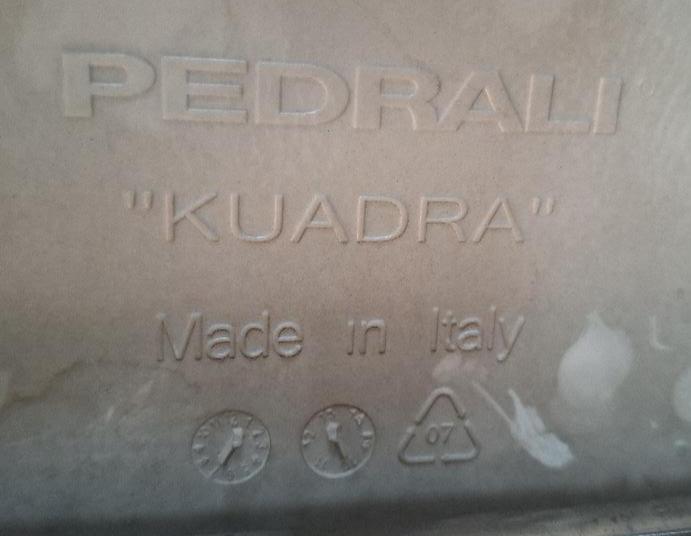 PEDRALI
"KUADRA"
Made in Italy
07